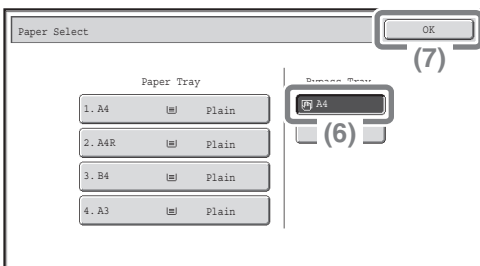 Paper Select
OK
(7)
Paper Tray
Bypass Tray
1. A4 Plain
A4
(6)
2. A4R Plain
3. B4 Plain
4. A3 Plain